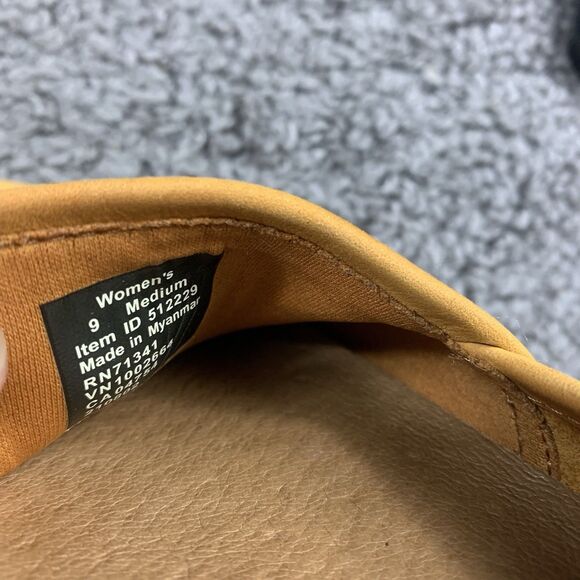 Women's
9 Medium
Item ID 512229
Made in Myanmar
RN71341
VN1002664